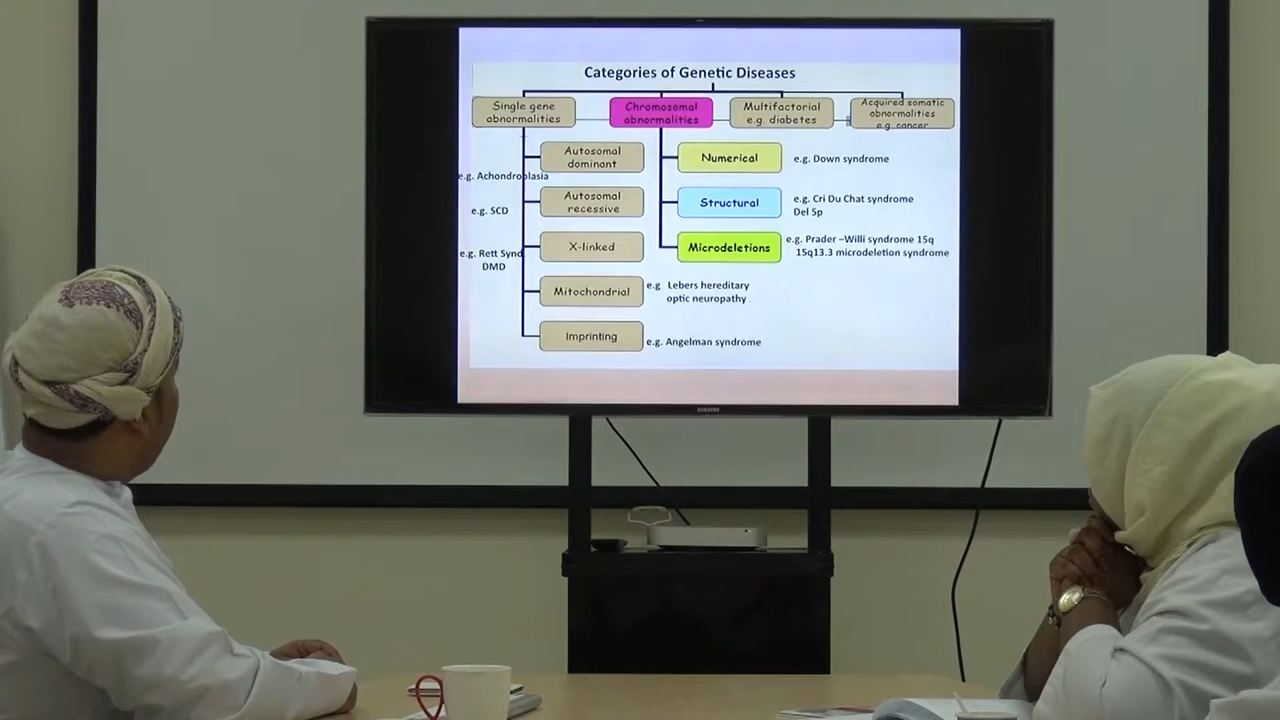 Categories of Genetic Diseases
Single gene
abnormalities
Chromosomal
abnormalities
Multifactorial
e.g. diabetes
Acquired somatic
abnormalities
e.g. cancer
Autosomal
dominant
e.g. Achondroplasia
Autosomal
recessive
e.g. SCD
X-linked
e.g. Rett Synd
DMD
Mitochondrial
e.g Lebers hereditary
optic neuropathy
Imprinting
e.g. Angelman syndrome
Numerical
e.g. Down syndrome
Structural
e.g. Cri Du Chat syndrome
Del 5p
Microdeletions
e.g. Prader –Willi syndrome 15q
15q13.3 microdeletion syndrome
SAMSUNG